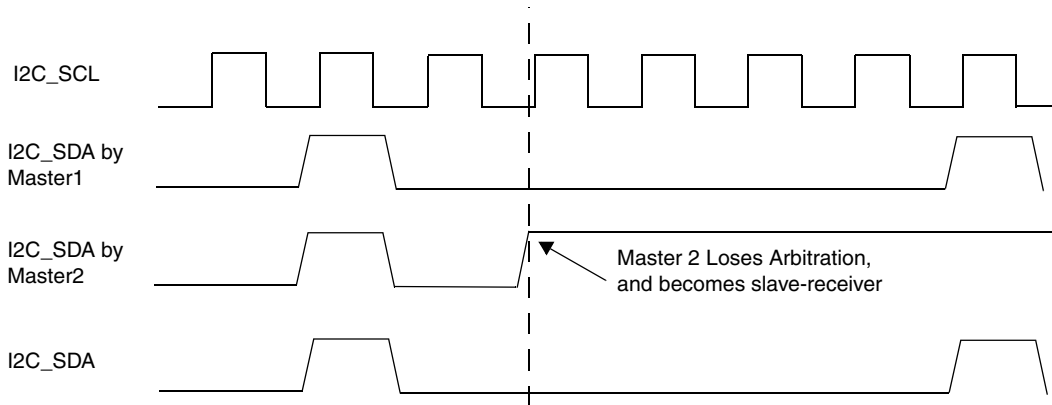 I2C_SCL
I2C_SDA by
Master1
I2C_SDA by
Master2
Master 2 Loses Arbitration,
and becomes slave-receiver
I2C_SDA